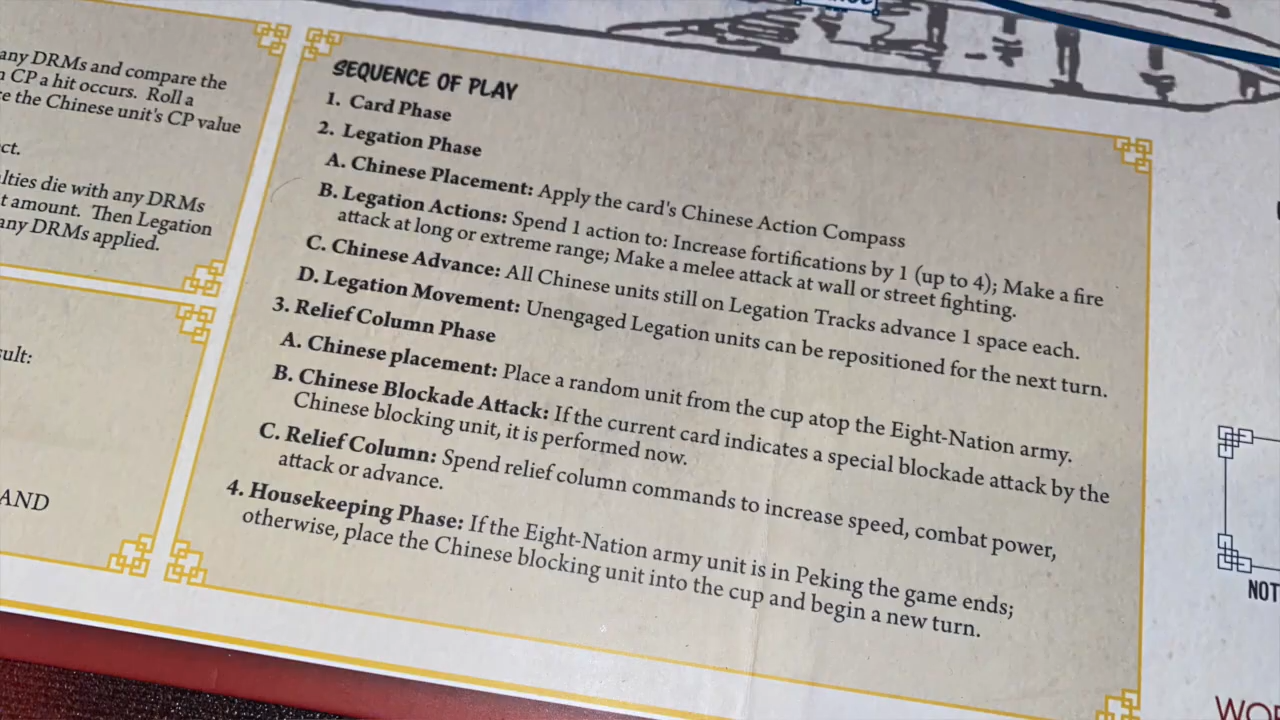 any DRMs and compare the
CP a hit occurs. Roll a
the Chinese unit's CP value
ct.
lties die with any DRMs
t amount. Then Legation
any DRMs applied.
sult:
AND
SEQUENCE OF PLAY
1. Card Phase
2. Legation Phase
A. Chinese Placement: Apply the card's Chinese Action Compass
B. Legation Actions: Spend 1 action to: Increase fortifications by 1 (up to 4); Make a fire
attack at long or extreme range; Make a melee attack at wall or street fighting.
C. Chinese Advance: All Chinese units still on Legation Tracks advance 1 space each.
D. Legation Movement: Unengaged Legation units can be repositioned for the next turn.
3. Relief Column Phase
A. Chinese placement: Place a random unit from the cup atop the Eight-Nation army.
B. Chinese Blockade Attack: If the current card indicates a special blockade attack by the
Chinese blocking unit, it is performed now.
C. Relief Column: Spend relief column commands to increase speed, combat power,
attack or advance.
4. Housekeeping Phase: If the Eight-Nation army unit is in Peking the game ends;
otherwise, place the Chinese blocking unit into the cup and begin a new turn.
NOT
WOR